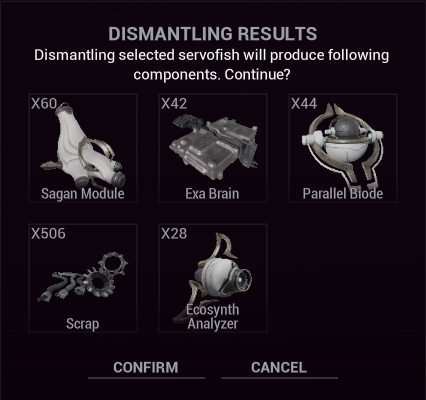 DISMANTLING RESULTS
Dismantling selected servofish will produce following
components. Continue?
X60
X42
X44
Sagan Module
Exa Brain
Parallel Biode
X506
X28
Scrap
Ecosynth
Analyzer
CONFIRM
CANCEL